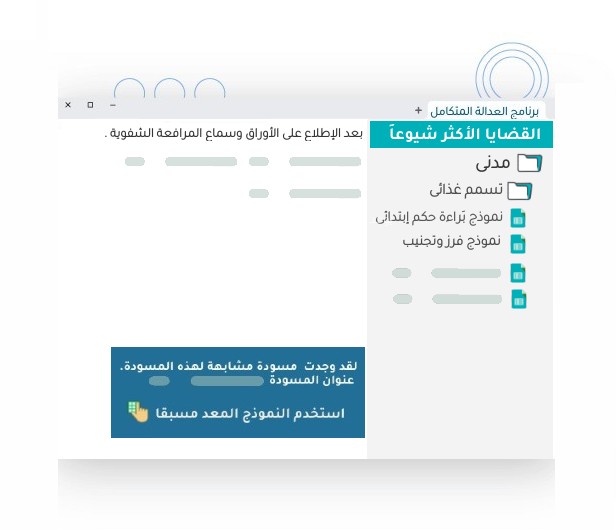 برنامج العدالة المتكامل
القضايا الأكثر شيوعاً
مدنى
تسمم غذائى
نموذج بَراءة حكم إبتدائى
نموذج فرز وتجنيب
بعد الإطلاع على الأوراق وسماع المرافعة الشفوية .
لقد وجدت مسودة مشابهة لهذه المسودة.
عنوان المسودة
استخدم النموذج المعد مسبقا